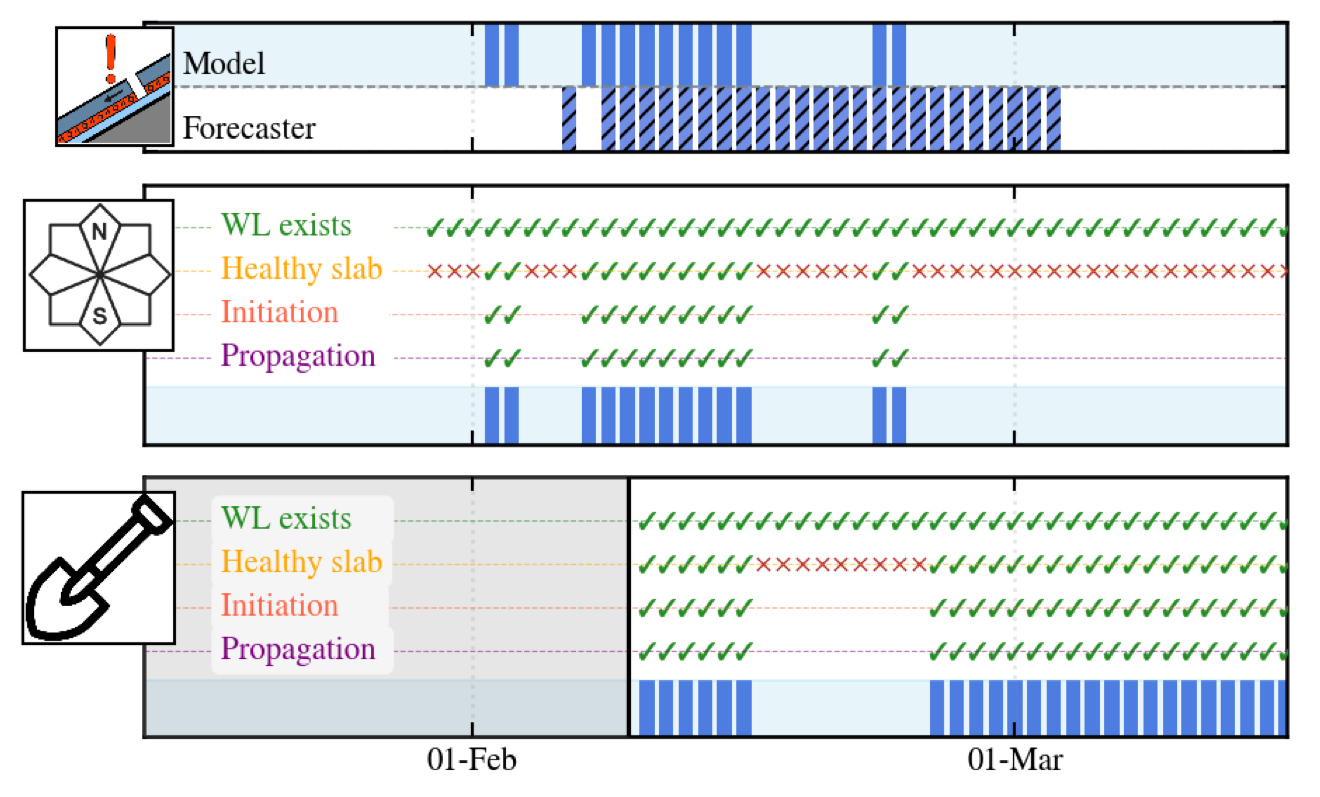 !
Model
Forecaster
N
S
WL exists
Healthy slab
Initiation
Propagation
WL exists
Healthy slab
Initiation
Propagation
01-Feb
01-Mar